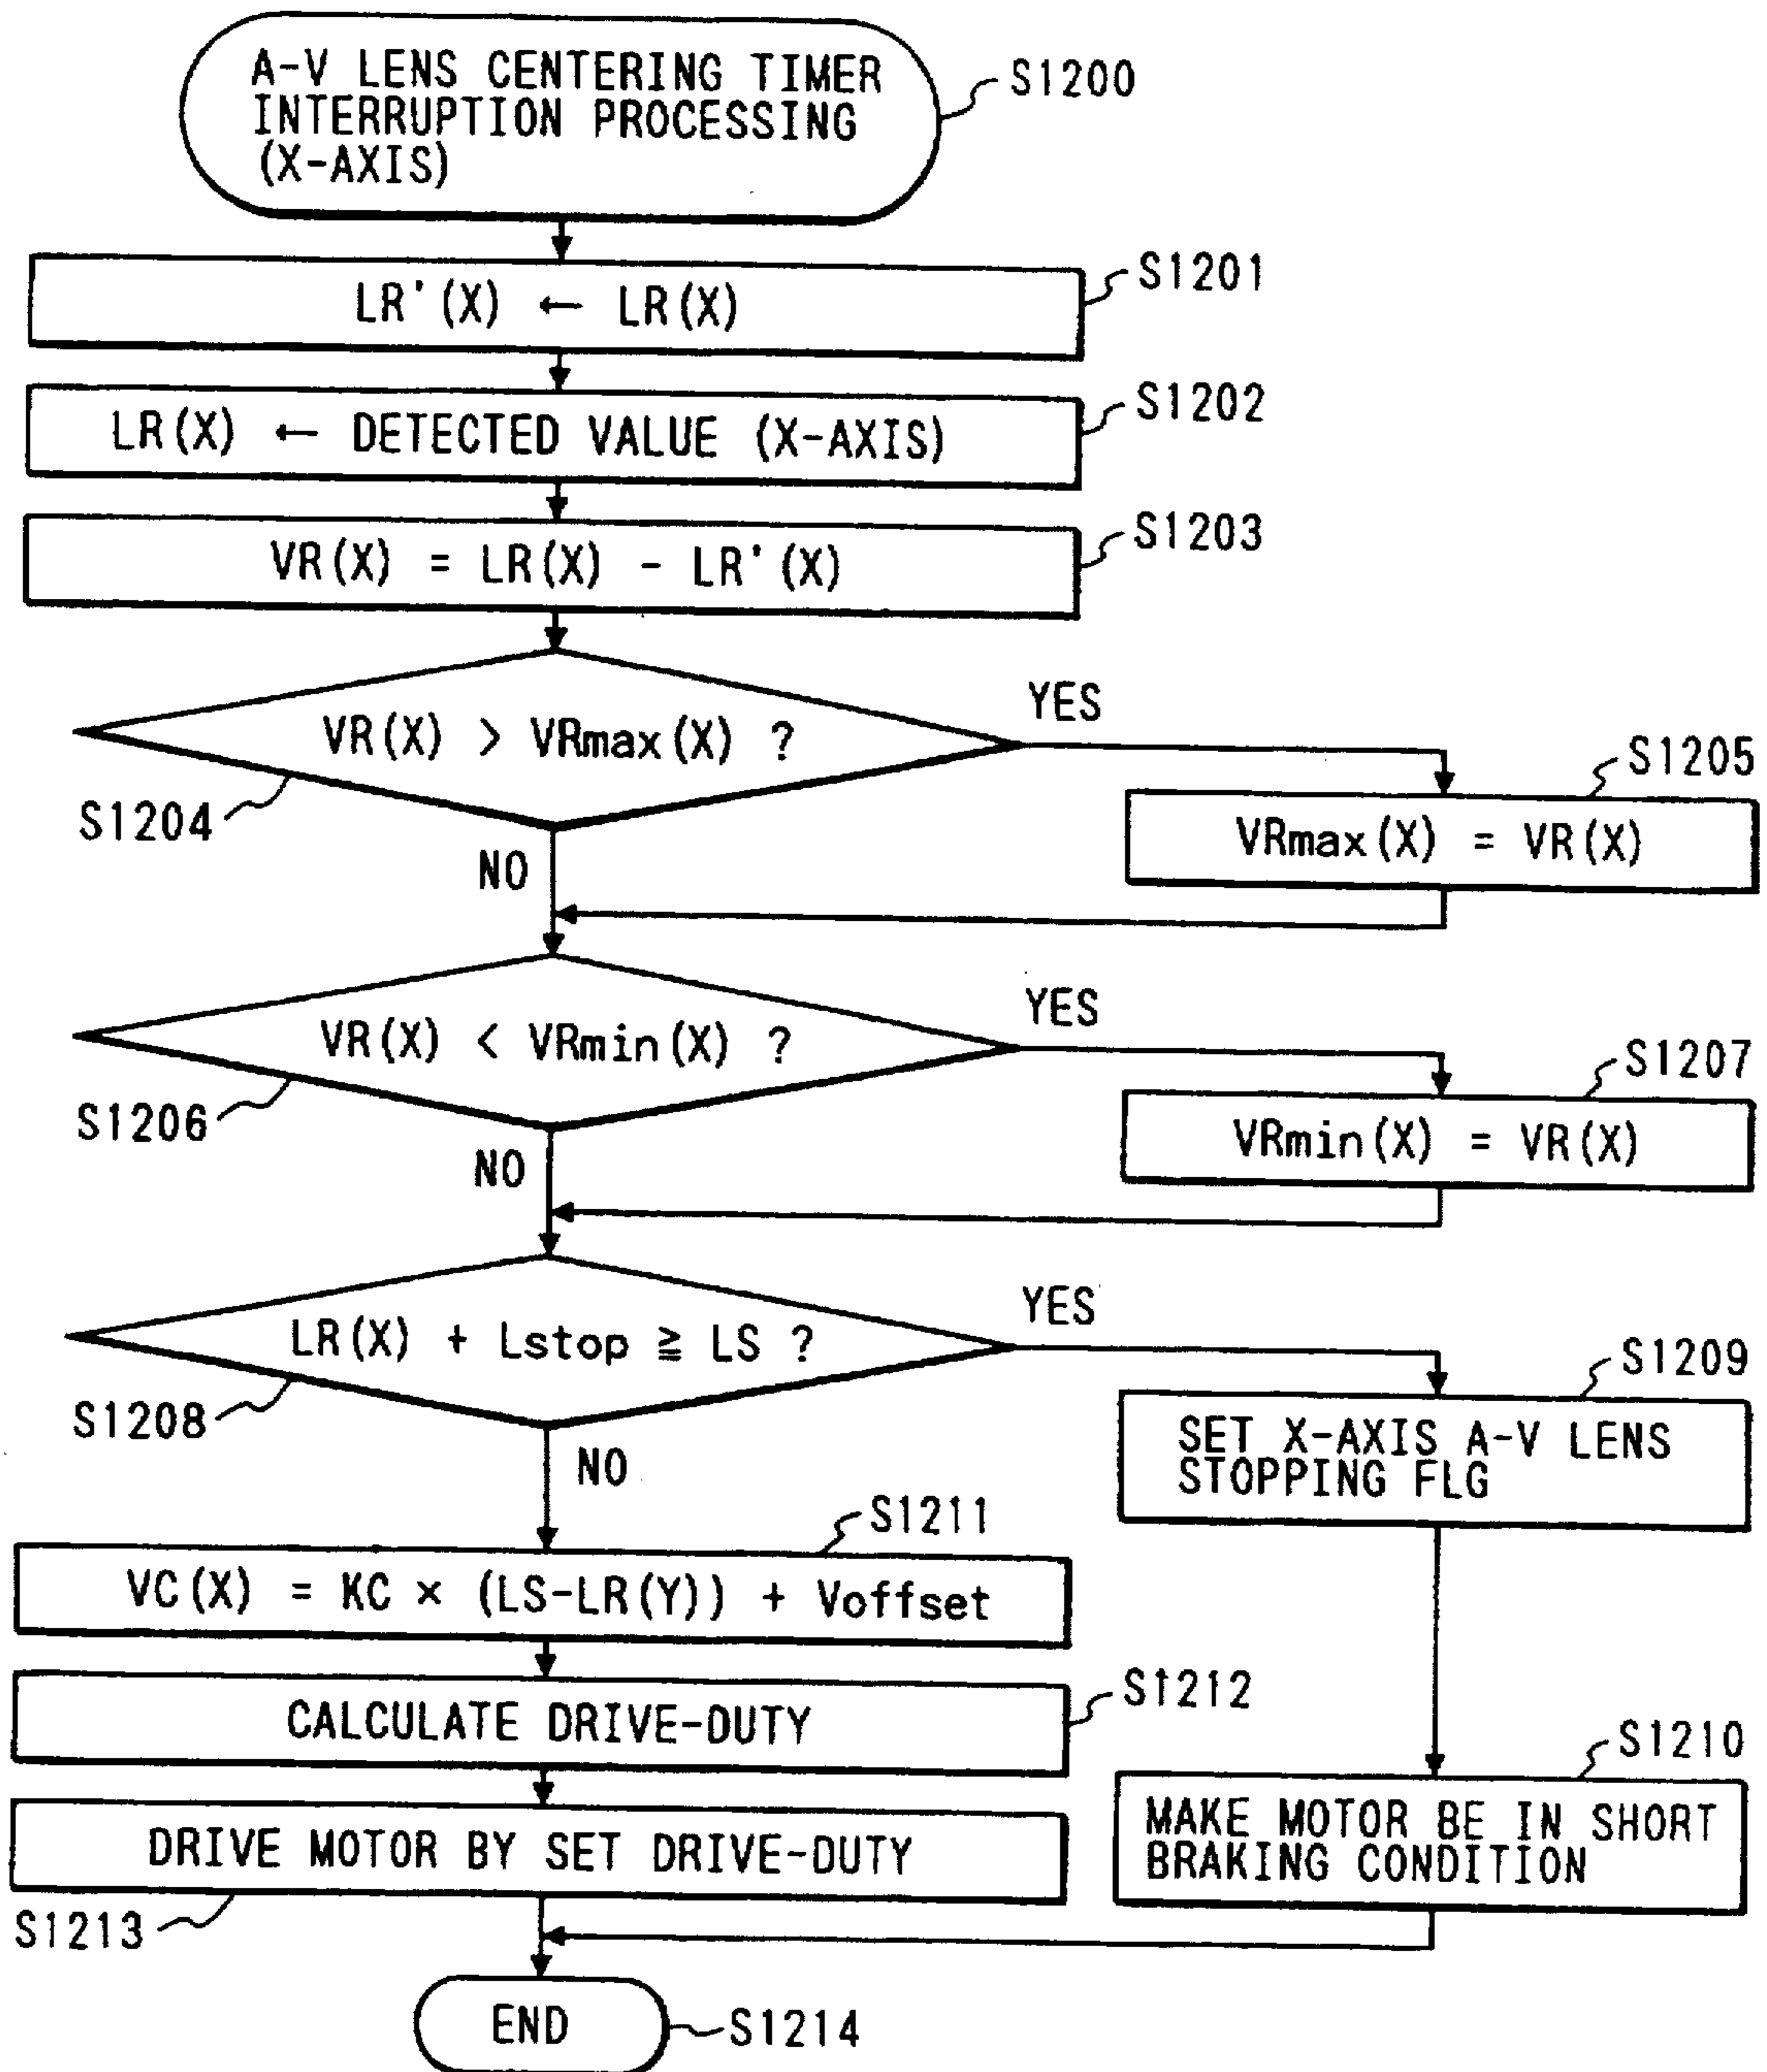 A-V LENS CENTERING TIMER
INTERRUPTION PROCESSING
(X-AXIS)
S1200
LR'(X) ← LR(X)
S1201
LR(X) ← DETECTED VALUE (X-AXIS)
S1202
VR(X) = LR(X) - LR'(X)
S1203
VR(X) > VRmax(X) ?
YES
S1204
NO
S1205
VRmax(X) = VR(X)
VR(X) < VRmin(X) ?
YES
S1206
NO
S1207
VRmin(X) = VR(X)
LR(X) + Lstop ≧ LS ?
YES
S1208
NO
S1209
SET X-AXIS A-V LENS
STOPPING FLG
S1211
VC(X) = KC × (LS-LR(Y)) + Voffset
CALCULATE DRIVE-DUTY
S1212
S1210
MAKE MOTOR BE IN SHORT
BRAKING CONDITION
DRIVE MOTOR BY SET DRIVE-DUTY
S1213
END
S1214